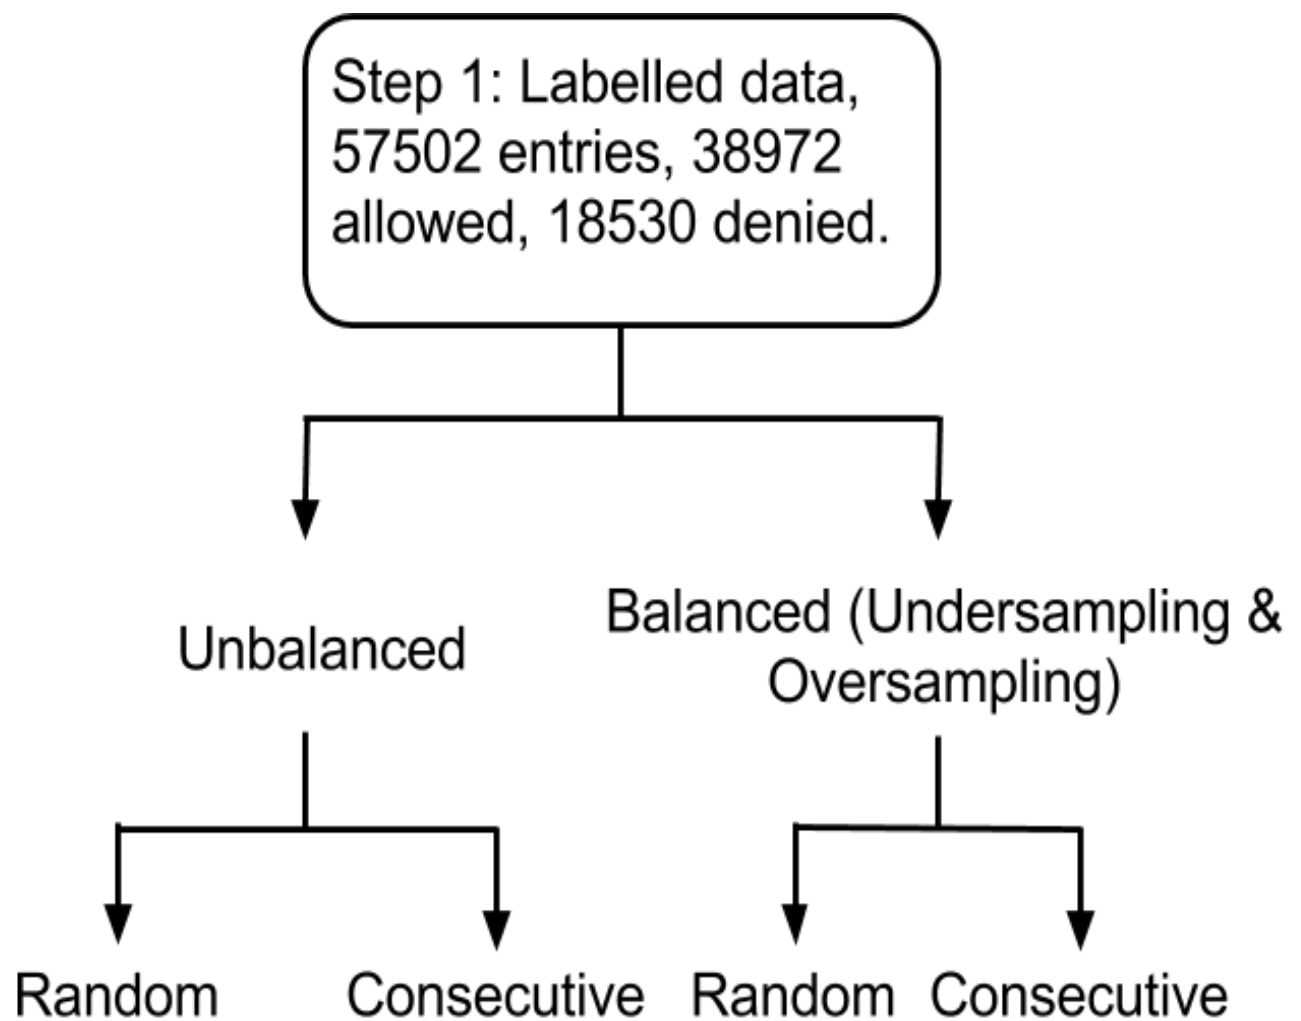 Step 1: Labelled data,
57502 entries, 38972
allowed, 18530 denied.
Unbalanced
Balanced (Undersampling &
Oversampling)
Random
Consecutive
Random
Consecutive